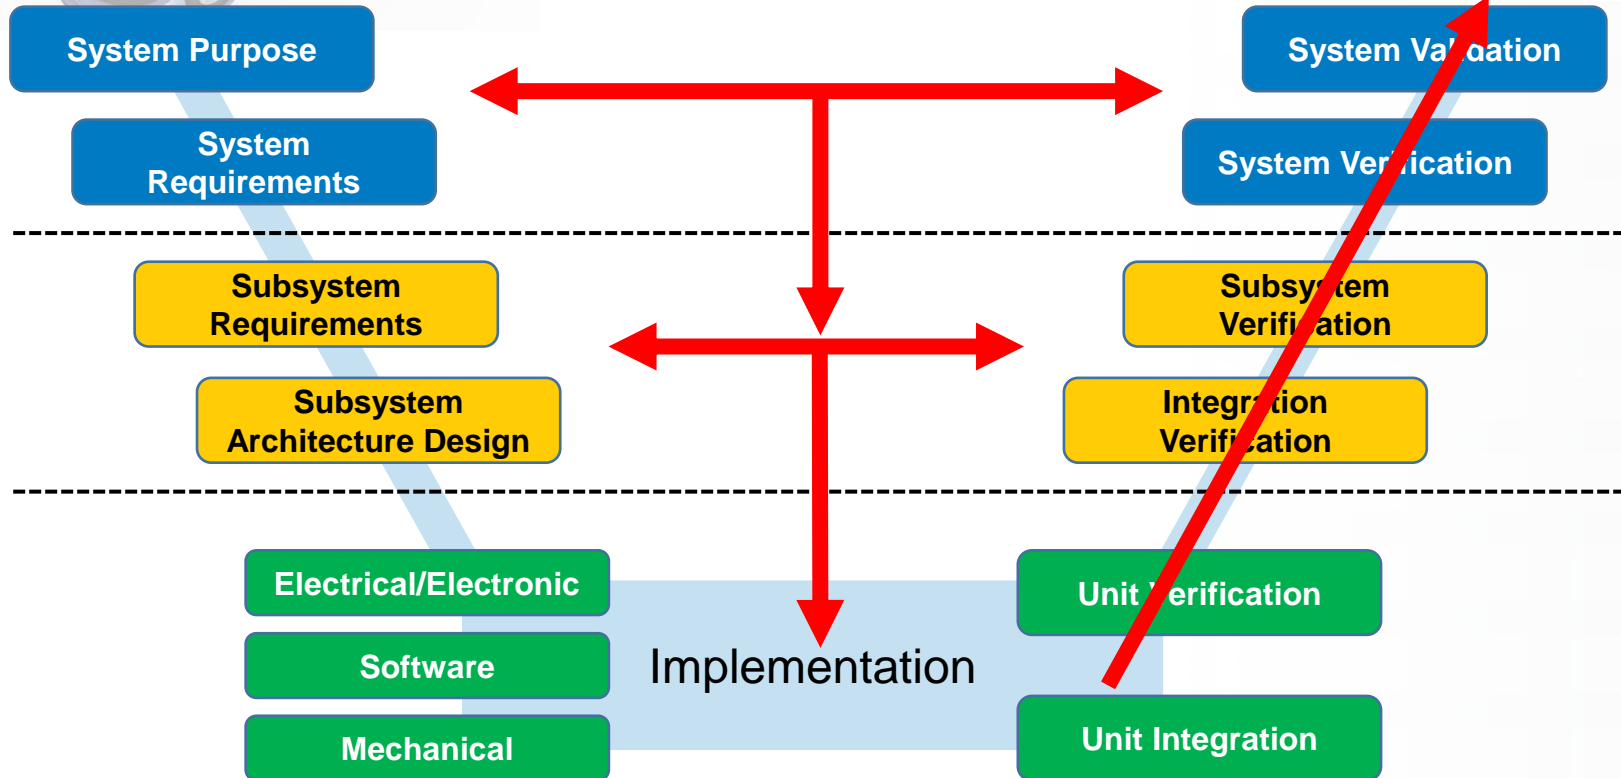 System Purpose
System Validation
System
Requirements
System Verification
Subsystem
Requirements
Subsystem
Verification
Subsystem
Architecture Design
Integration
Verification
Electrical/Electronic
Unit Verification
Software
Implementation
Mechanical
Unit Integration